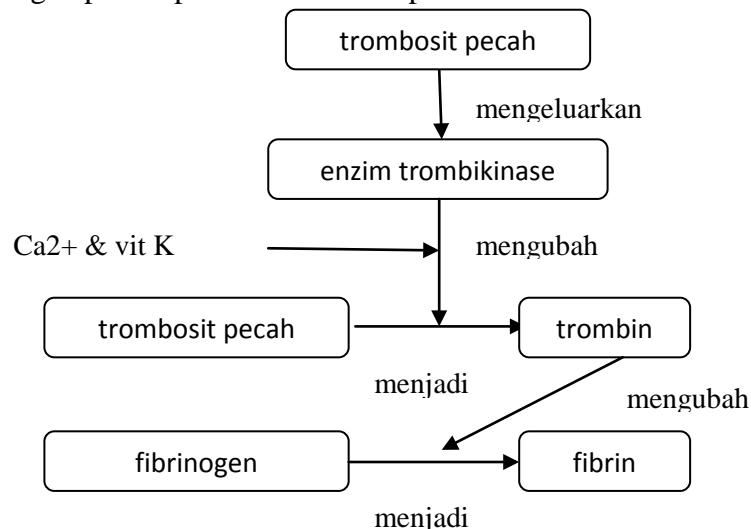 trombosit pecah
mengeluarkan
enzim trombikinase
Ca2+ & vit K
mengubah
trombosit pecah
trombin
menjadi
mengubah
fibrinogen
fibrin
menjadi